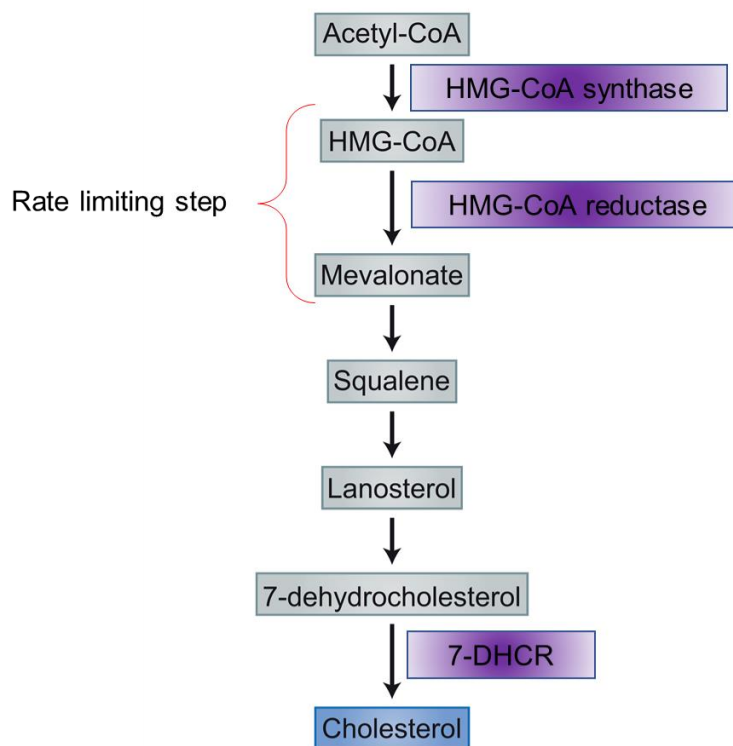 Acetyl-CoA
HMG-CoA synthase
HMG-CoA
Rate limiting step
HMG-CoA reductase
Mevalonate
Squalene
Lanosterol
7-dehydrocholesterol
7-DHCR
Cholesterol